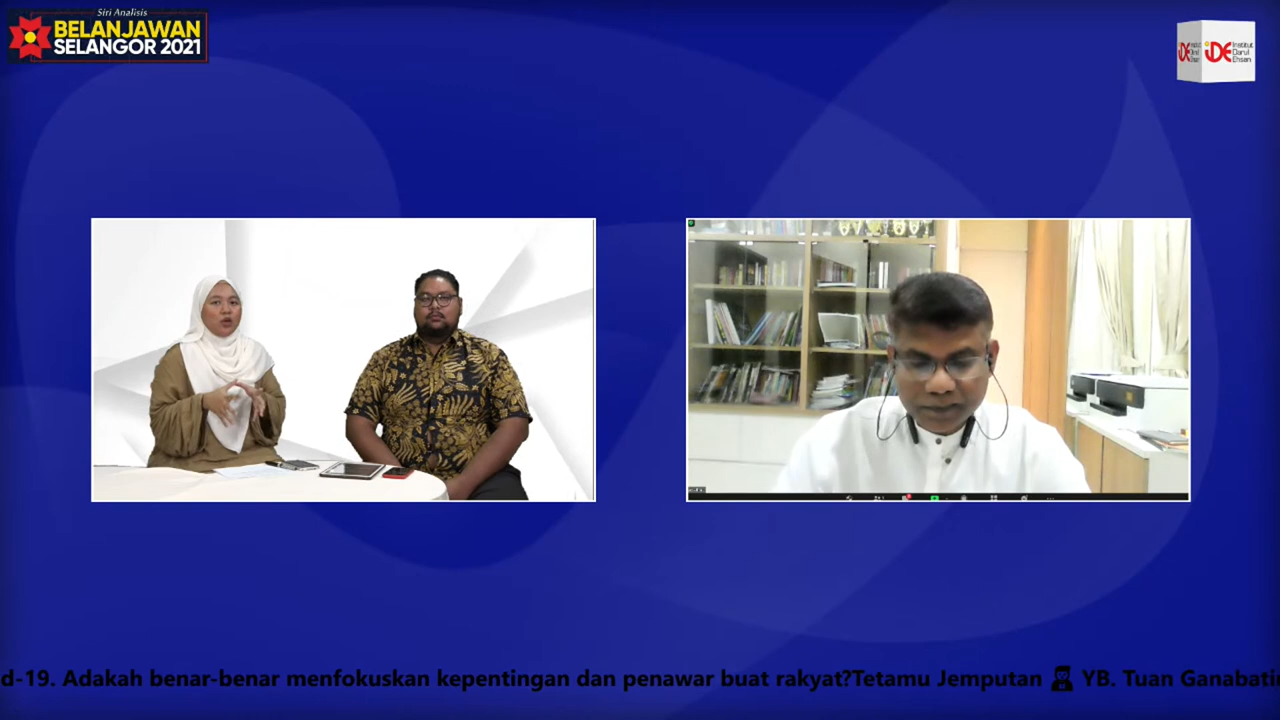 Siri Analisis
BELANJAWAN
SELANGOR 2021
iDE Institut
Darul
Ehsan
d-19. Adakah benar-benar menfokuskan kepentingan dan penawar buat rakyat?Tetamu Jemputan YB. Tuan Ganabati